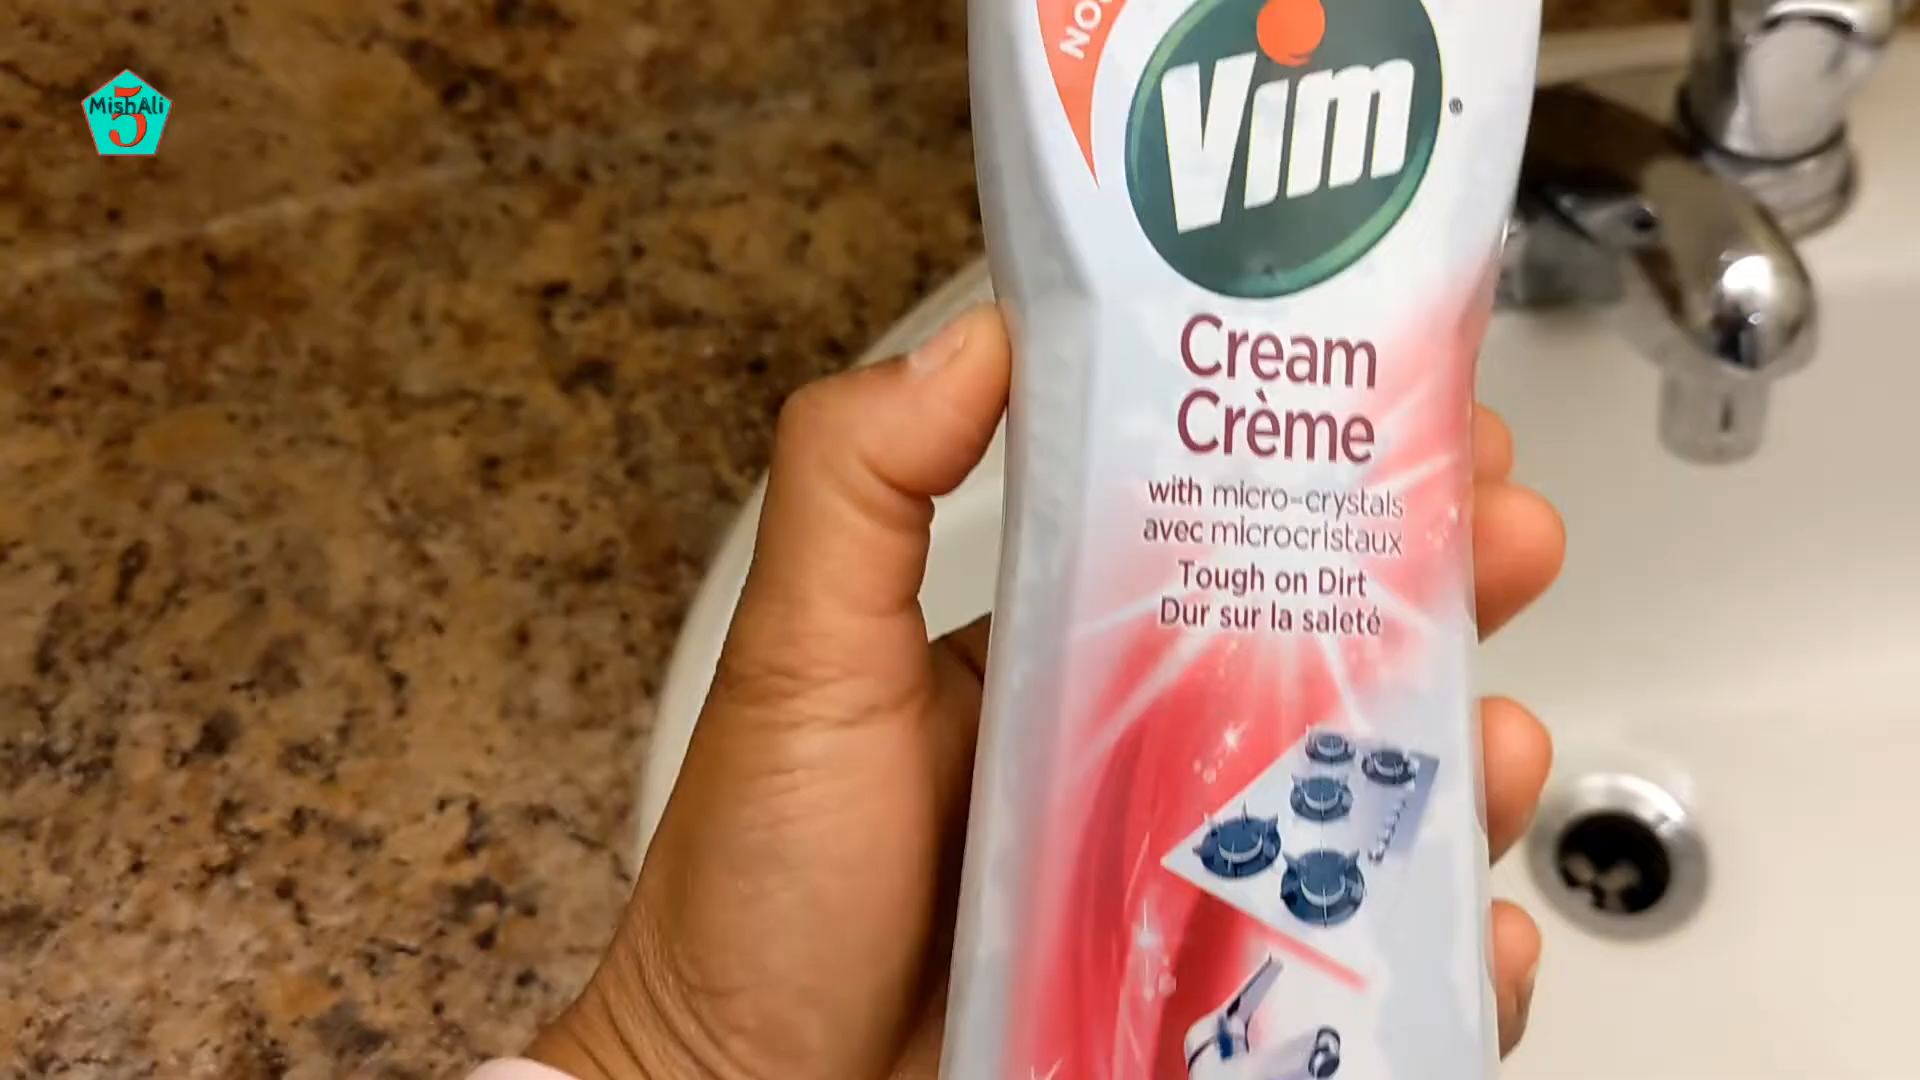 MishAli
5
Vim
®
Cream
Crème
with micro-crystals
avec microcristaux
Tough on Dirt
Dur sur la saleté